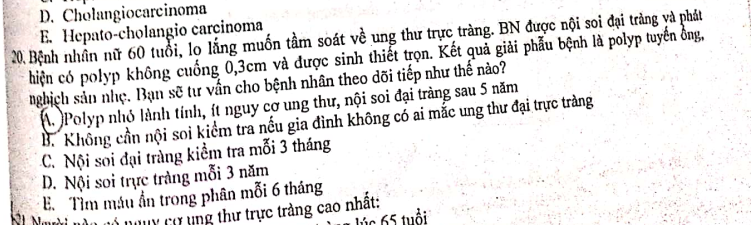 D. Cholangiocarcinoma
E. Hepato-cholangio carcinoma
20. Bệnh nhân nữ 60 tuổi, lo lắng muốn tầm soát về ung thư trực tràng. BN được nội soi đại tràng và phát
hiện có polyp không cuống 0,3cm và được sinh thiết trọn. Kết quả giải phẫu bệnh là polyp tuyến ống,
nghịch sản nhẹ. Bạn sẽ tư vấn cho bệnh nhân theo dõi tiếp như thế nào?
A. Polyp nhỏ lành tính, ít nguy cơ ung thư, nội soi đại tràng sau 5 năm
B. Không cần nội soi kiểm tra nếu gia đình không có ai mắc ung thư đại trực tràng
C. Nội soi đại tràng kiểm tra mỗi 3 tháng
D. Nội soi trực tràng mỗi 3 năm
E. Tìm máu ẩn trong phân mỗi 6 tháng
nguy cơ ung thư trực tràng cao nhất:
lúc 65 tuổi